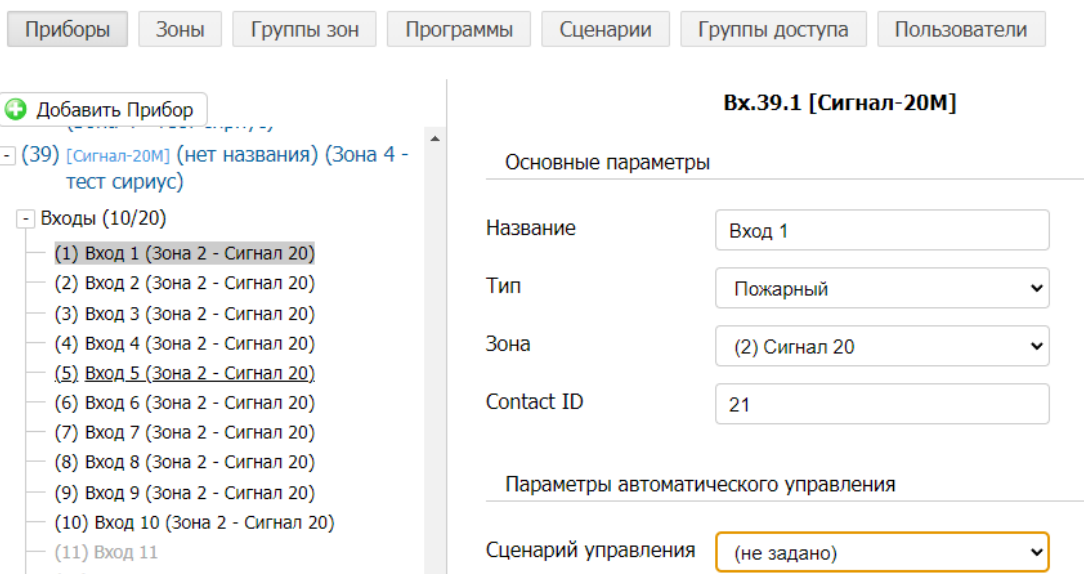 Приборы Зоны Группы зон Программы Сценарии Группы доступа Пользователи
Добавить Прибор
(39) [Сигнал-20М] (нет названия) (Зона 4 -
тест сириус)
Входы (10/20)
(1) Вход 1 (Зона 2 - Сигнал 20)
(2) Вход 2 (Зона 2 - Сигнал 20)
(3) Вход 3 (Зона 2 - Сигнал 20)
(4) Вход 4 (Зона 2 - Сигнал 20)
(5) Вход 5 (Зона 2 - Сигнал 20)
(6) Вход 6 (Зона 2 - Сигнал 20)
(7) Вход 7 (Зона 2 - Сигнал 20)
(8) Вход 8 (Зона 2 - Сигнал 20)
(9) Вход 9 (Зона 2 - Сигнал 20)
(10) Вход 10 (Зона 2 - Сигнал 20)
(11) Вход 11
Вх.39.1 [Сигнал-20М]
Основные параметры
Название Вход 1
Тип Пожарный
Зона (2) Сигнал 20
Contact ID 21
Параметры автоматического управления
Сценарий управления (не задано)